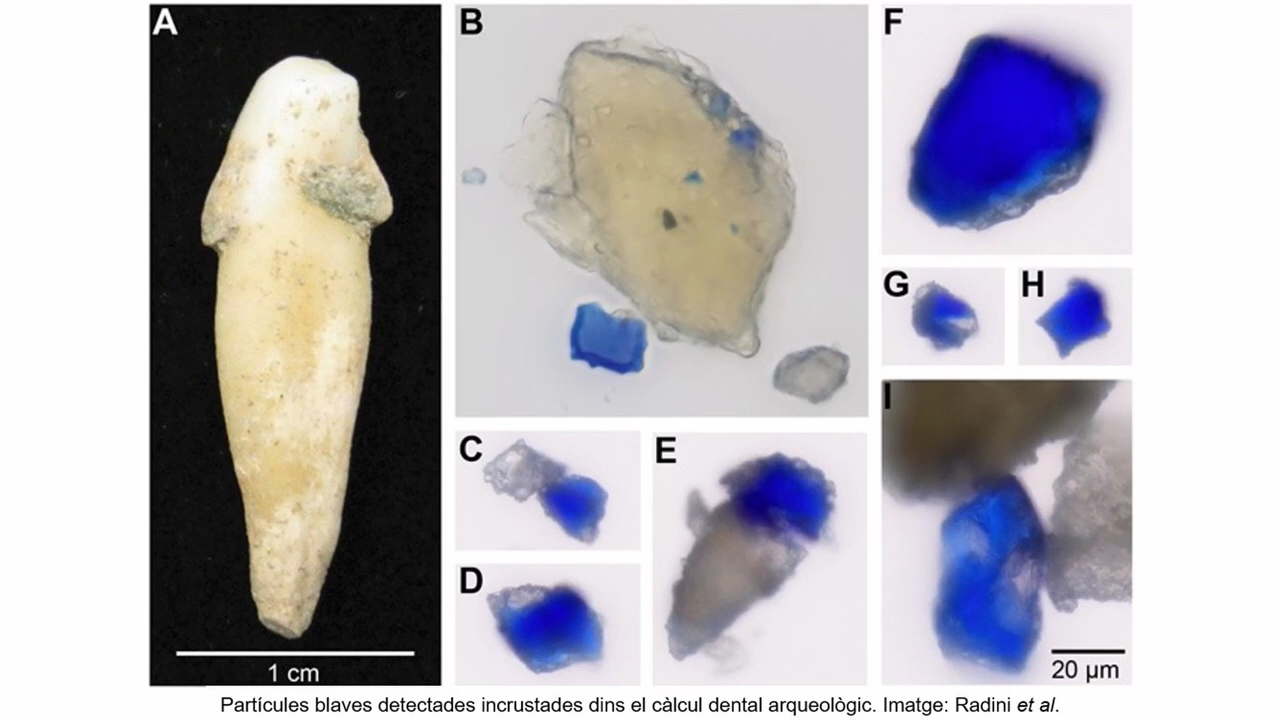 A
B
C
D
E
F
G
H
I
1 cm
20 µm
Partícules blaves detectades incrustades dins el càlcul dental arqueològic. Imatge: Radini et al.